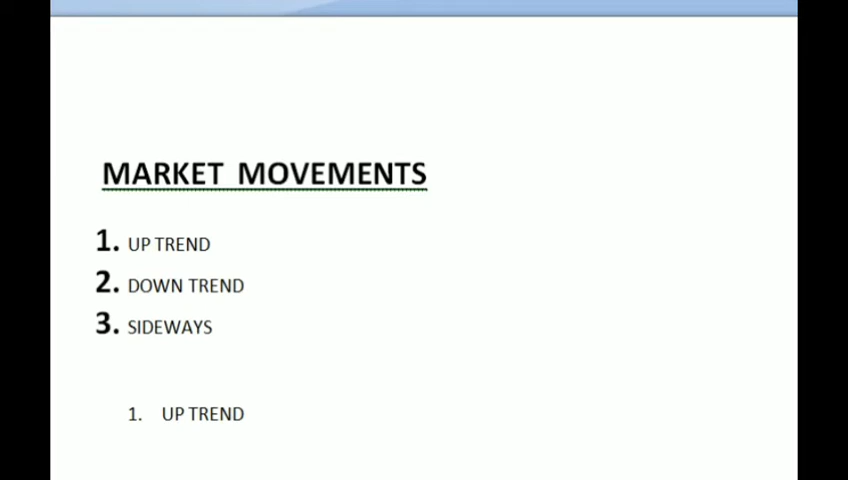 MARKET MOVEMENTS
1. UP TREND
2. DOWN TREND
3. SIDEWAYS
1. UP TREND